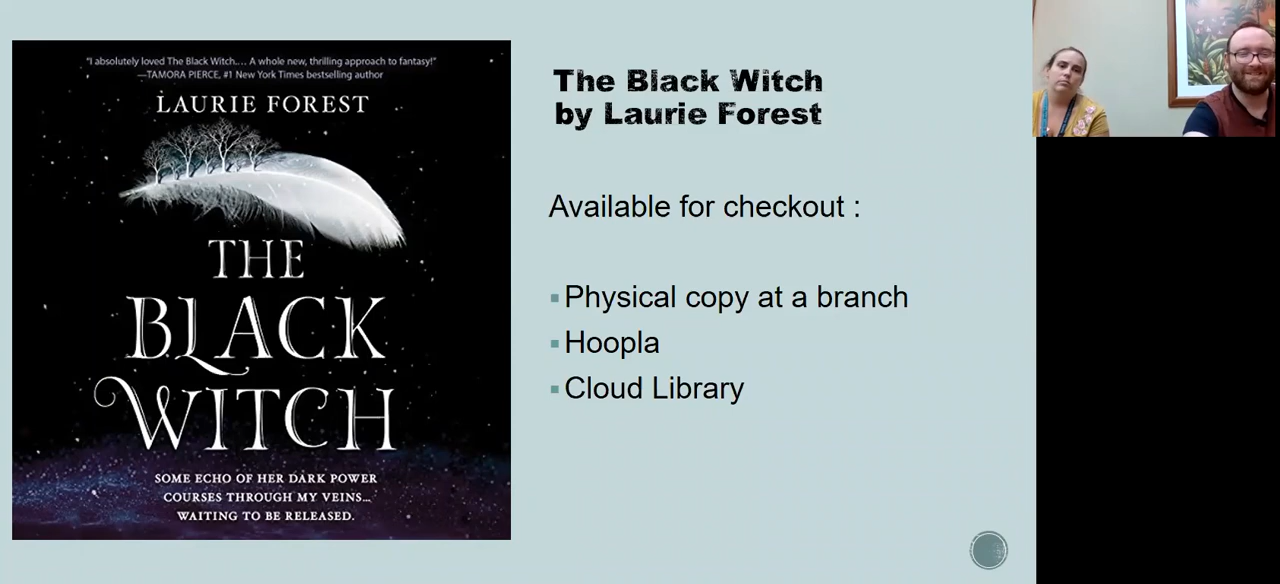 "I absolutely loved The Black Witch.... A whole new, thrilling approach to fantasy!"
—TAMORA PIERCE, #1 New York Times bestselling author
LAURIE FOREST
THE
BLACK
WITCH
SOME ECHO OF HER DARK POWER
COURSES THROUGH MY VEINS...
WAITING TO BE RELEASED.
The Black Witch
by Laurie Forest
Available for checkout :
▪Physical copy at a branch
▪Hoopla
▪Cloud Library